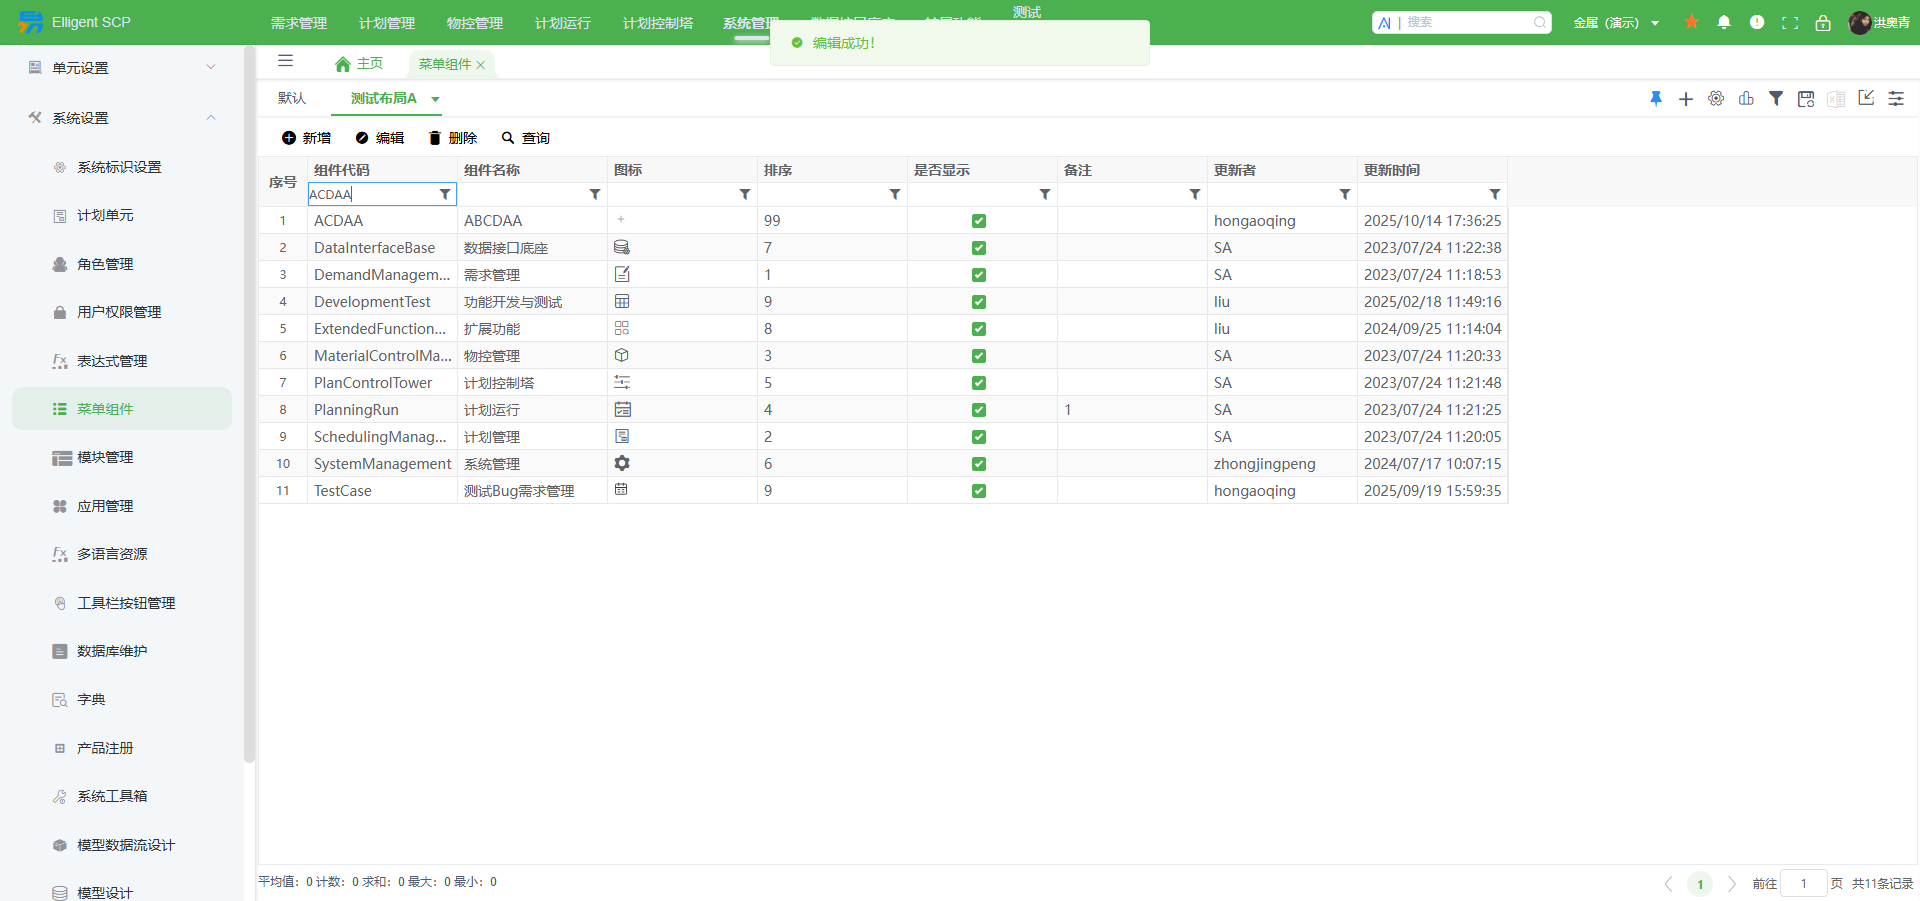 Elligent SCP
需求管理
计划管理
物控管理
计划运行
计划控制塔
系统管理
测试
搜索
金属（演示）
洪奥青
编辑成功！
单元设置
系统设置
系统标识设置
计划单元
角色管理
用户权限管理
表达式管理
菜单组件
模块管理
应用管理
多语言资源
工具栏按钮管理
数据库维护
字典
产品注册
系统工具箱
模型数据流设计
模型设计
主页
菜单组件
默认
测试布局A
新增 编辑 删除 查询
序号 组件代码 组件名称 图标 排序 是否显示 备注 更新者 更新时间
ACDAA
1 ACDAA ABCDAA 99 hongaoqing 2025/10/14 17:36:25
2 DataInterfaceBase 数据接口底座 7 SA 2023/07/24 11:22:38
3 DemandManagem... 需求管理 1 SA 2023/07/24 11:18:53
4 DevelopmentTest 功能开发与测试 9 liu 2025/02/18 11:49:16
5 ExtendedFunction... 扩展功能 8 liu 2024/09/25 11:14:04
6 MaterialControlMa... 物控管理 3 SA 2023/07/24 11:20:33
7 PlanControlTower 计划控制塔 5 SA 2023/07/24 11:21:48
8 PlanningRun 计划运行 4 1 SA 2023/07/24 11:21:25
9 SchedulingManag... 计划管理 2 SA 2023/07/24 11:20:05
10 SystemManagement 系统管理 6 zhongjingpeng 2024/07/17 10:07:15
11 TestCase 测试Bug需求管理 9 hongaoqing 2025/09/19 15:59:35
平均值：0 计数：0 求和：0 最大：0 最小：0
1 前往 1 页 共11条记录